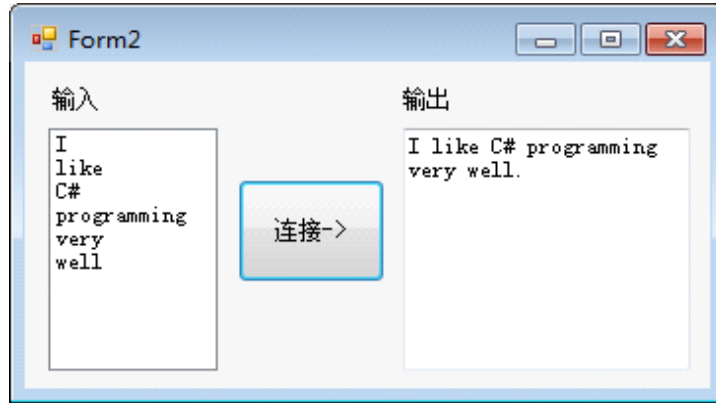 Form2
输入
输出
I
like
C#
programming
very
well
连接->
I like C# programming
very well.